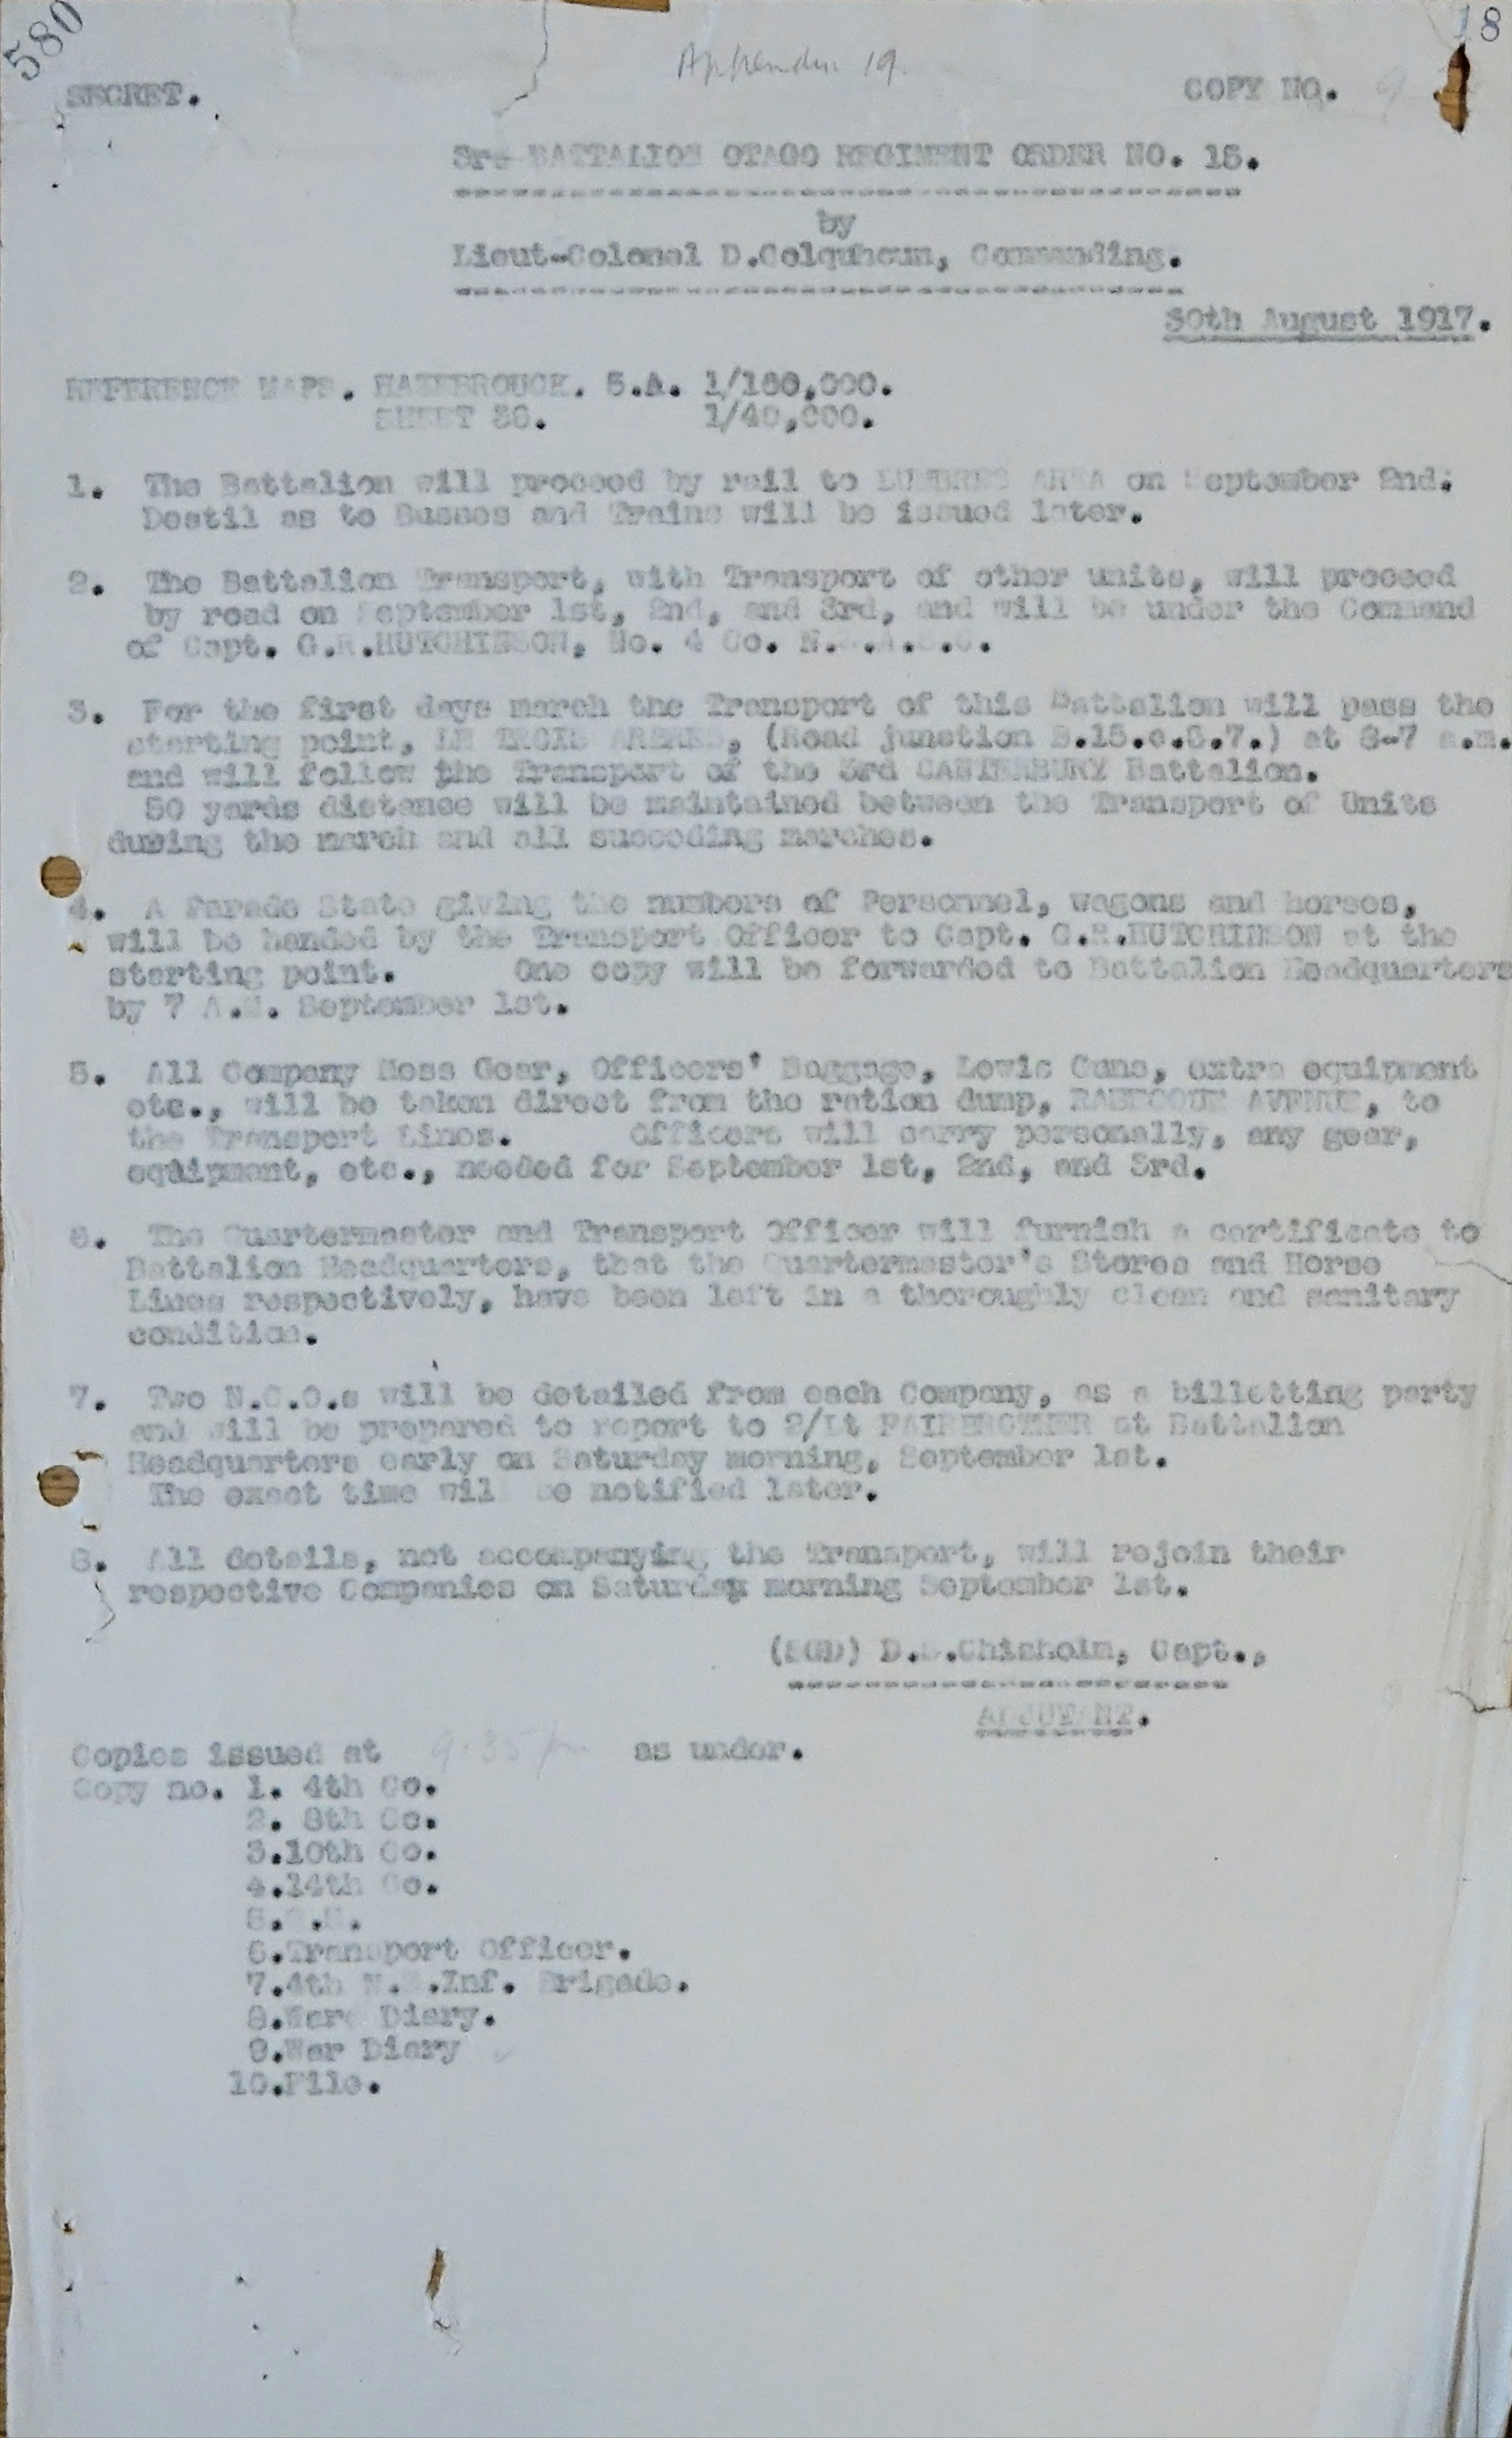 580
18
Appendix 19.
SECRET.
COPY NO. 9
3rd BATTALION OTAGO REGIMENT ORDER NO. 15.
by
Lieut-Colonel D.Colquhoun, Commanding.
30th August 1917.
REFERENCE MAPS. HAZEBROUCK. 5.A. 1/100,000.
SHEET 36. 1/40,000.
1. The Battalion will proceed by rail to LUMBRES AREA on September 2nd.
Deatil as to Busses and Trains will be issued later.
2. The Battalion Transport, with Transport of other units, will proceed
by road on September 1st, 2nd, and 3rd, and will be under the Command
of Capt. G.R.HUTCHINSON, No. 4 Co. N.Z.A.S.C.
3. For the first days march the Transport of this Battalion will pass the
starting point, LE TROIS ARBRES, (Road junction B.15.c.8.7.) at 8-7 a.m.
and will follow the Transport of the 3rd CANTERBURY Battalion.
50 yards distance will be maintained between the Transport of Units
during the march and all succeding marches.
4. A Parade State giving the numbers of Personnel, wagons and horses,
will be handed by the Transport Officer to Capt. G.R.HUTCHINSON at the
starting point. One copy will be forwarded to Battalion Headquarters
by 7 A.M. September 1st.
5. All Company Mess Gear, Officers' Baggage, Lewis Guns, extra equipment
etc., will be taken direct from the ration dump, AVENUE, to
the Transport Lines. Officers will carry personally, any gear,
equipment, etc., needed for September 1st, 2nd, and 3rd.
6. The Quartermaster and Transport Officer will furnish a certificate to
Battalion Headquarters, that the Quartermaster's Stores and Horse
Lines respectively, have been left in a thoroughly clean and sanitary
condition.
7. Two N.C.O.s will be detailed from each Company, as a billetting party
and will be prepared to report to 2/Lt FAIRBROTHER at Battalion
Headquarters early on Saturday morning, September 1st.
The exact time wil be notified later.
8. All details, not accompanying the Transport, will rejoin their
respective Companies on Saturday morning September 1st.
(SGD) D.S.Chisholm, Capt.,
ADJUTANT.
Copies issued at 9.35 pm as under.
Copy no. 1. 4th Co.
2. 8th Co.
3.10th Co.
4.14th Co.
5.Q.M.
6.Transport Officer.
7.4th N.Z.Inf. Brigade.
8.War Diary.
9.War Diary
10.File.